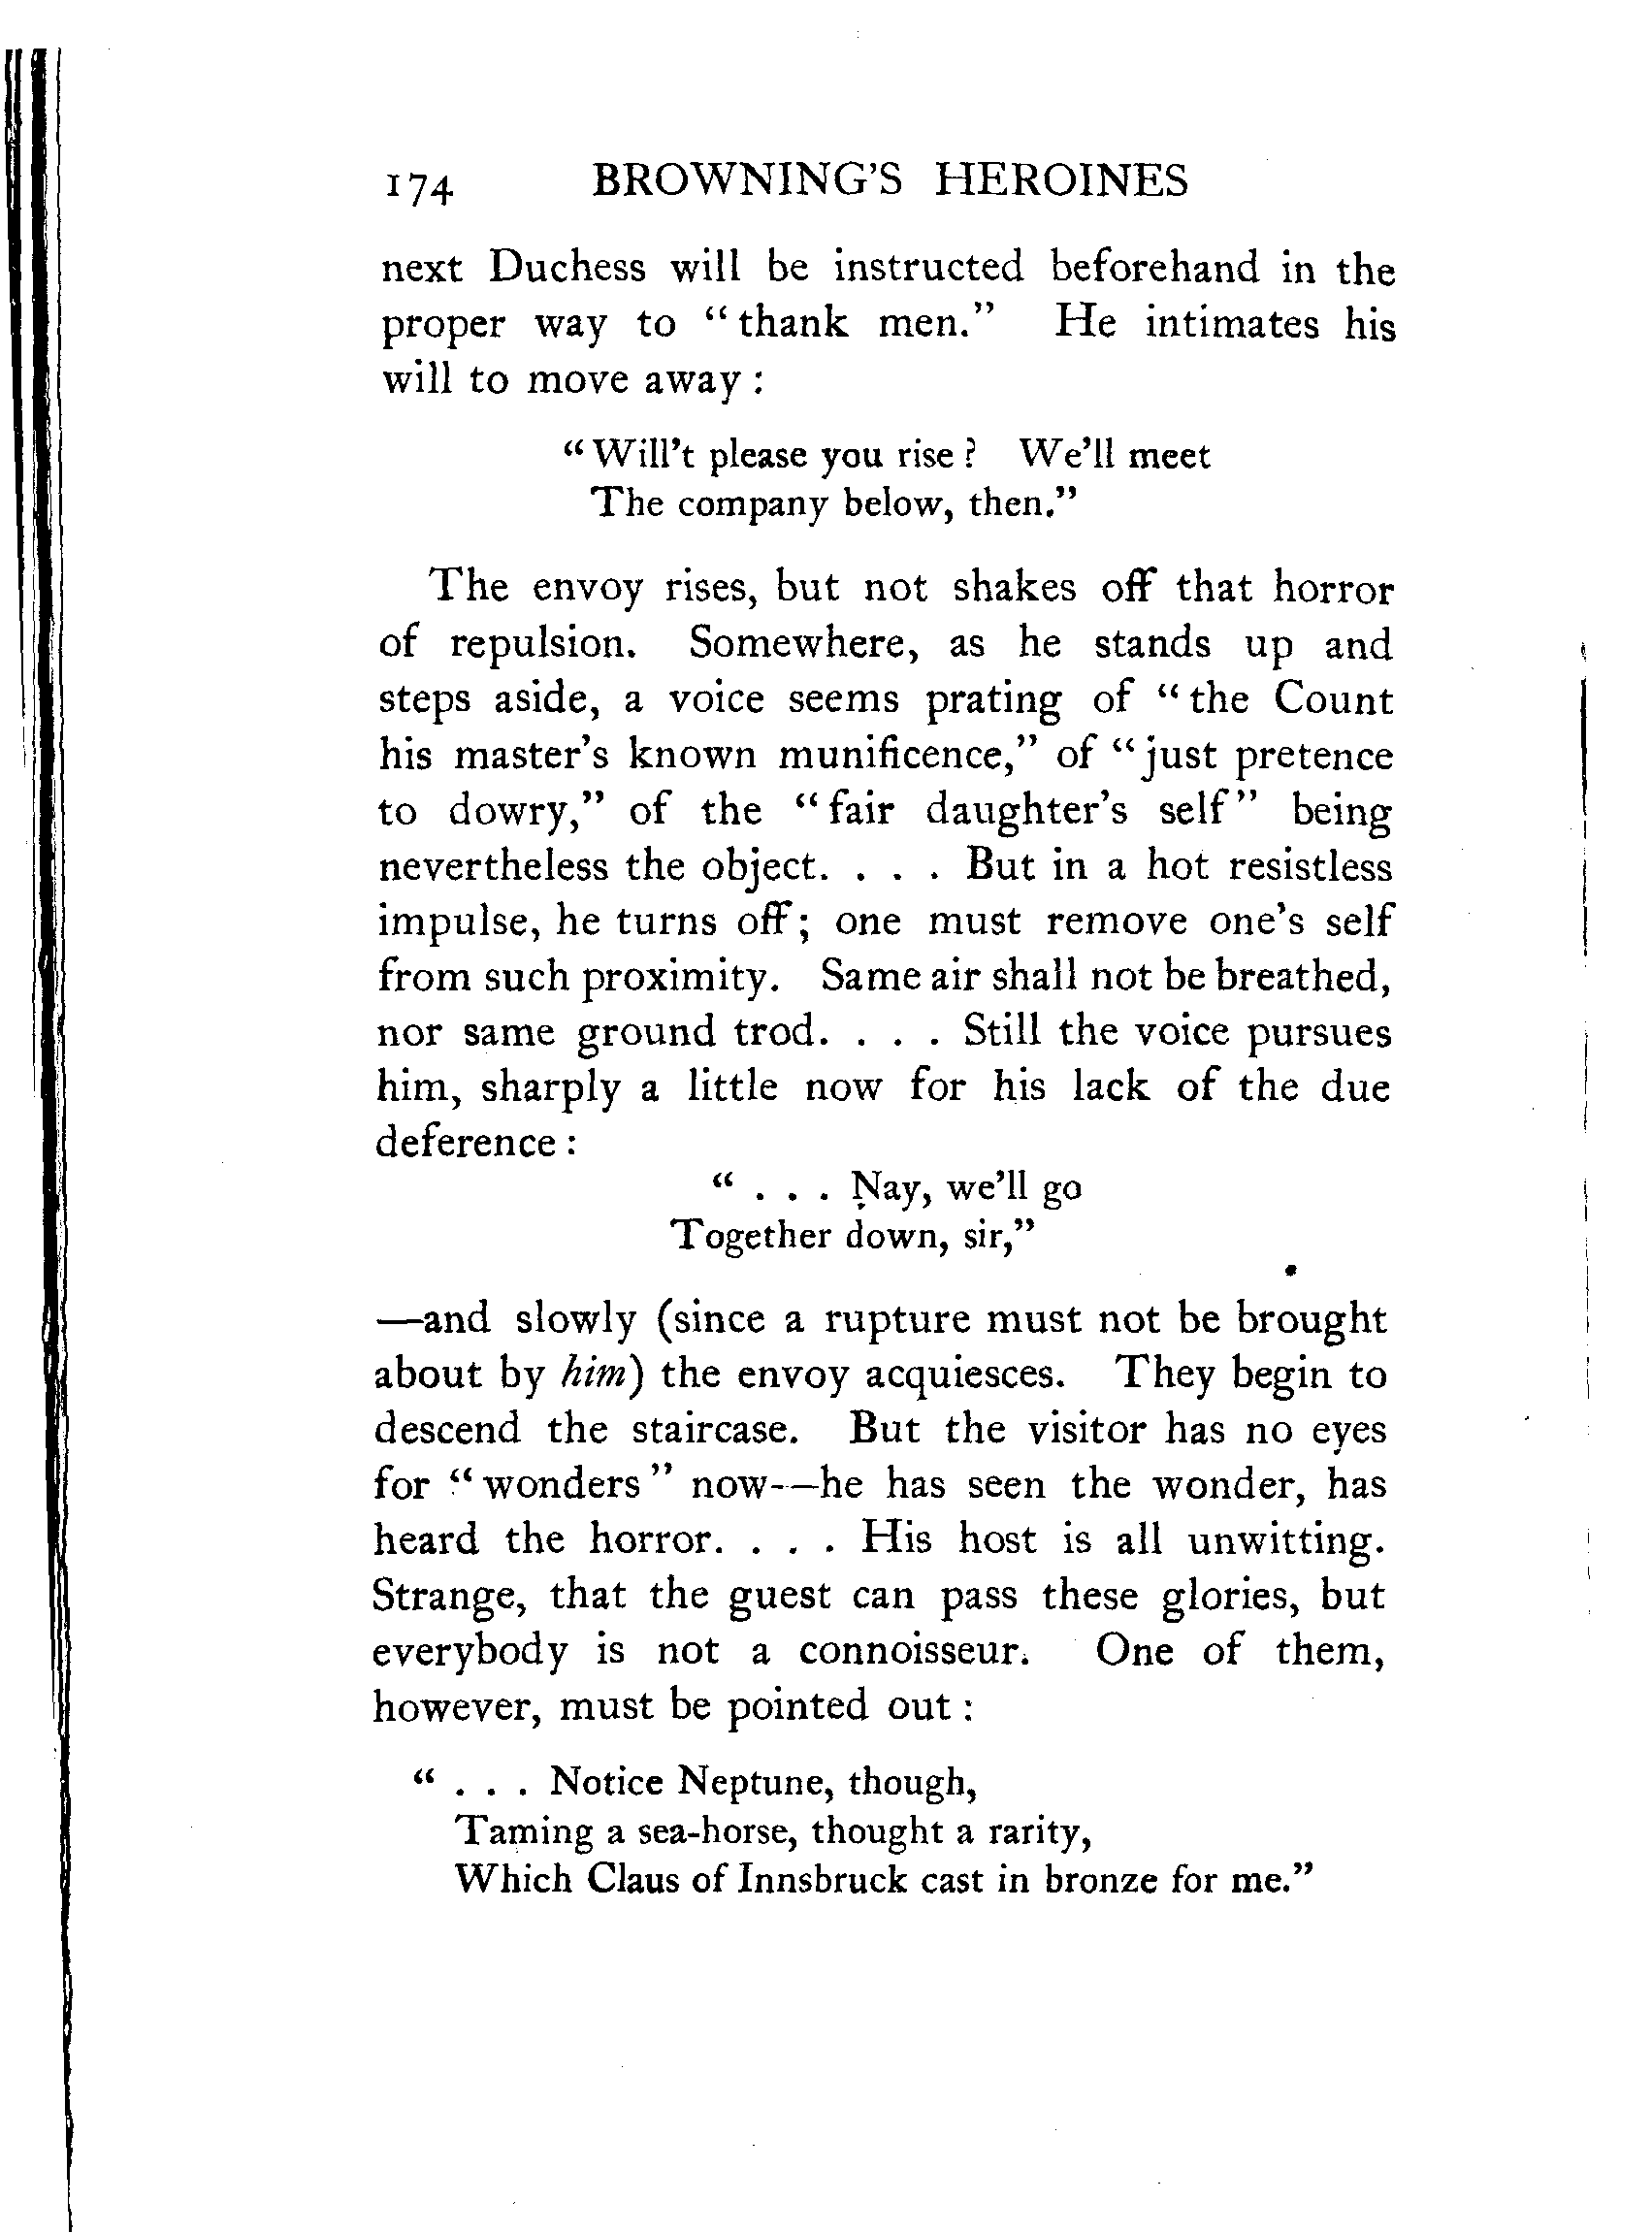 174 BROWNING'S HEROINES
next Duchess will be instructed beforehand in the
proper way to “thank men.” He intimates his
will to move away :
“Will't please you rise ? We'll meet
The company below, then.”
The envoy rises, but not shakes off that horror
of repulsion. Somewhere, as he stands up and
steps aside, a voice seems prating of “the Count
his master's known munificence,” of “just pretence
to dowry,” of the “fair daughter's self” being
nevertheless the object. . . . But in a hot resistless
impulse, he turns off; one must remove one's self
from such proximity. Same air shall not be breathed,
nor same ground trod. . . . Still the voice pursues
him, sharply a little now for his lack of the due
deference :
“ . . . Nay, we'll go
Together down, sir,”
—and slowly (since a rupture must not be brought
about by him) the envoy acquiesces. They begin to
descend the staircase. But the visitor has no eyes
for “wonders” now—he has seen the wonder, has
heard the horror. . . . His host is all unwitting.
Strange, that the guest can pass these glories, but
everybody is not a connoisseur. One of them,
however, must be pointed out :
“ . . . Notice Neptune, though,
Taming a sea-horse, thought a rarity,
Which Claus of Innsbruck cast in bronze for me.”